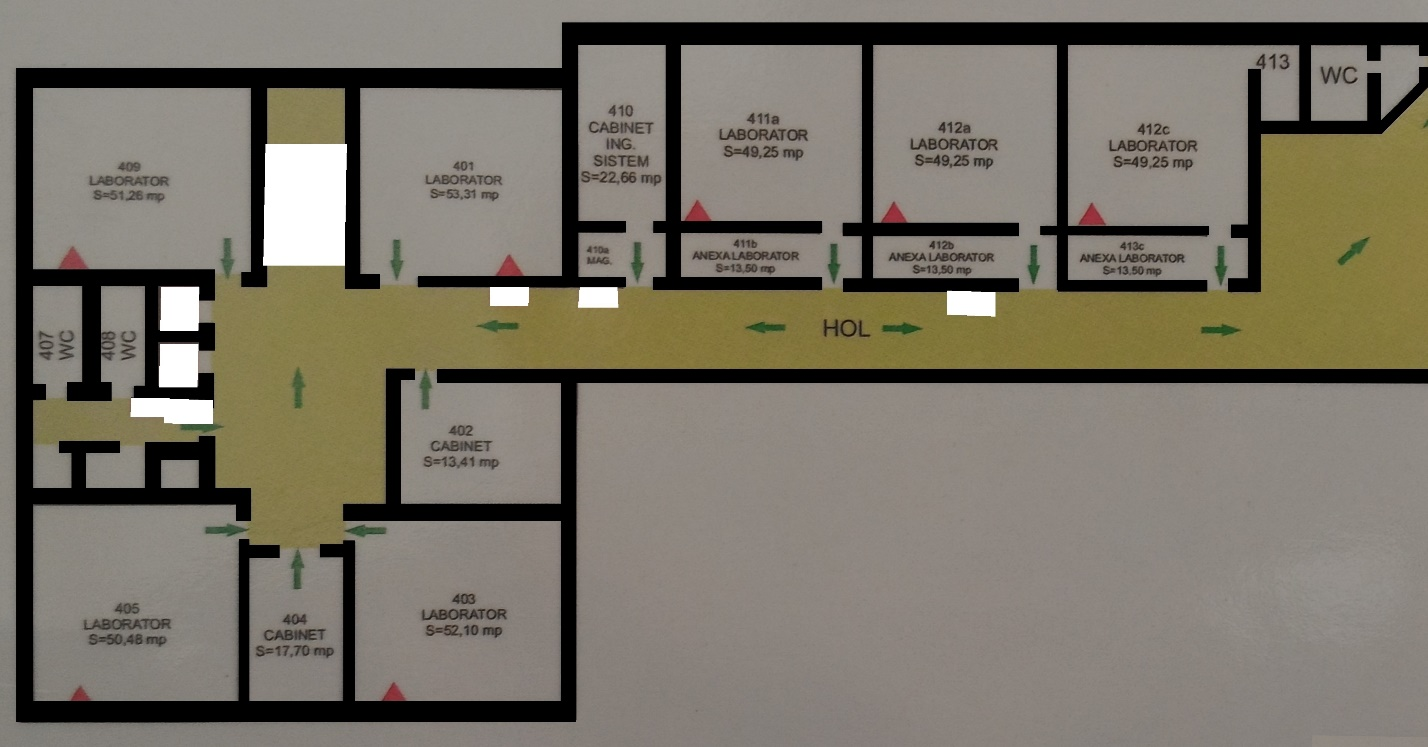 409
LABORATOR
S=51,26 mp
401
LABORATOR
S=53,31 mp
410
CABINET
ING.
SISTEM
S=22,66 mp
411a
LABORATOR
S=49,25 mp
412a
LABORATOR
S=49,25 mp
412c
LABORATOR
S=49,25 mp
413
WC
410a
MAG.
411b
ANEXA LABORATOR
S=13,50 mp
412b
ANEXA LABORATOR
S=13,50 mp
413c
ANEXA LABORATOR
S=13,50 mp
407
WC
408
WC
HOL
402
CABINET
S=13,41 mp
405
LABORATOR
S=50,48 mp
404
CABINET
S=17,70 mp
403
LABORATOR
S=52,10 mp